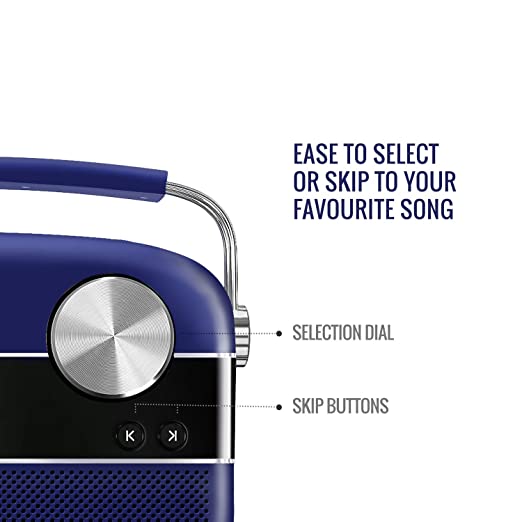 EASE TO SELECT
OR SKIP TO YOUR
FAVOURITE SONG
SELECTION DIAL
SKIP BUTTONS